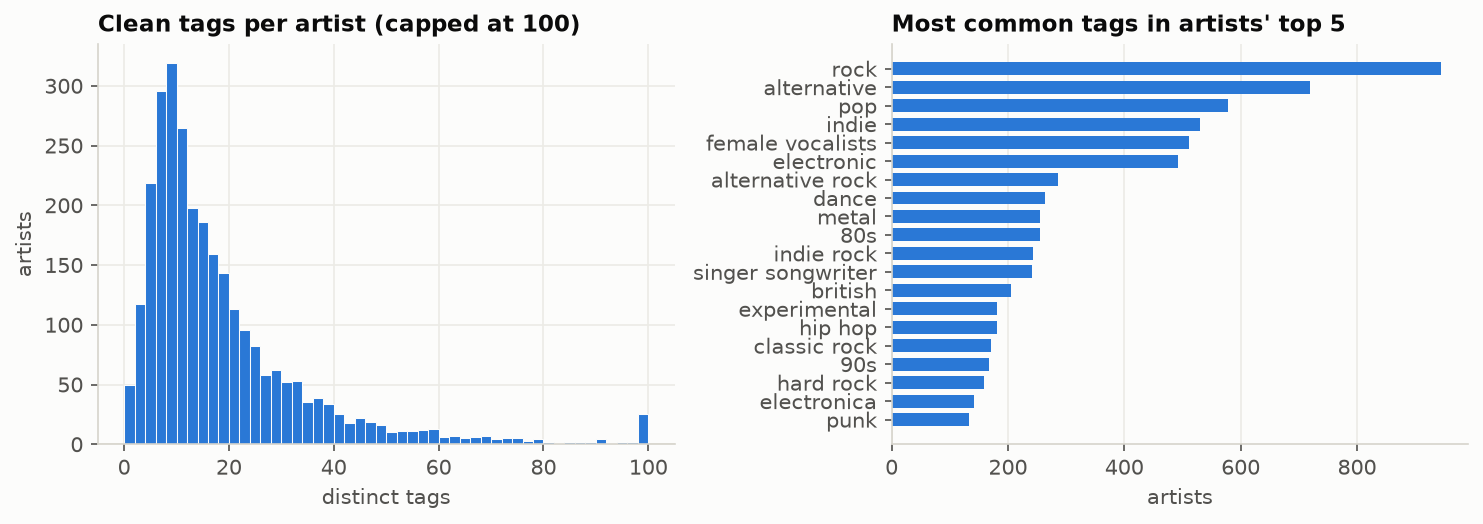 Clean tags per artist (capped at 100)
artists
300
250
200
150
100
50
0
0 20 40 60 80 100
distinct tags
Most common tags in artists' top 5
rock
alternative
pop
indie
female vocalists
electronic
alternative rock
dance
metal
80s
indie rock
singer songwriter
british
experimental
hip hop
classic rock
90s
hard rock
electronica
punk
0 200 400 600 800
artists